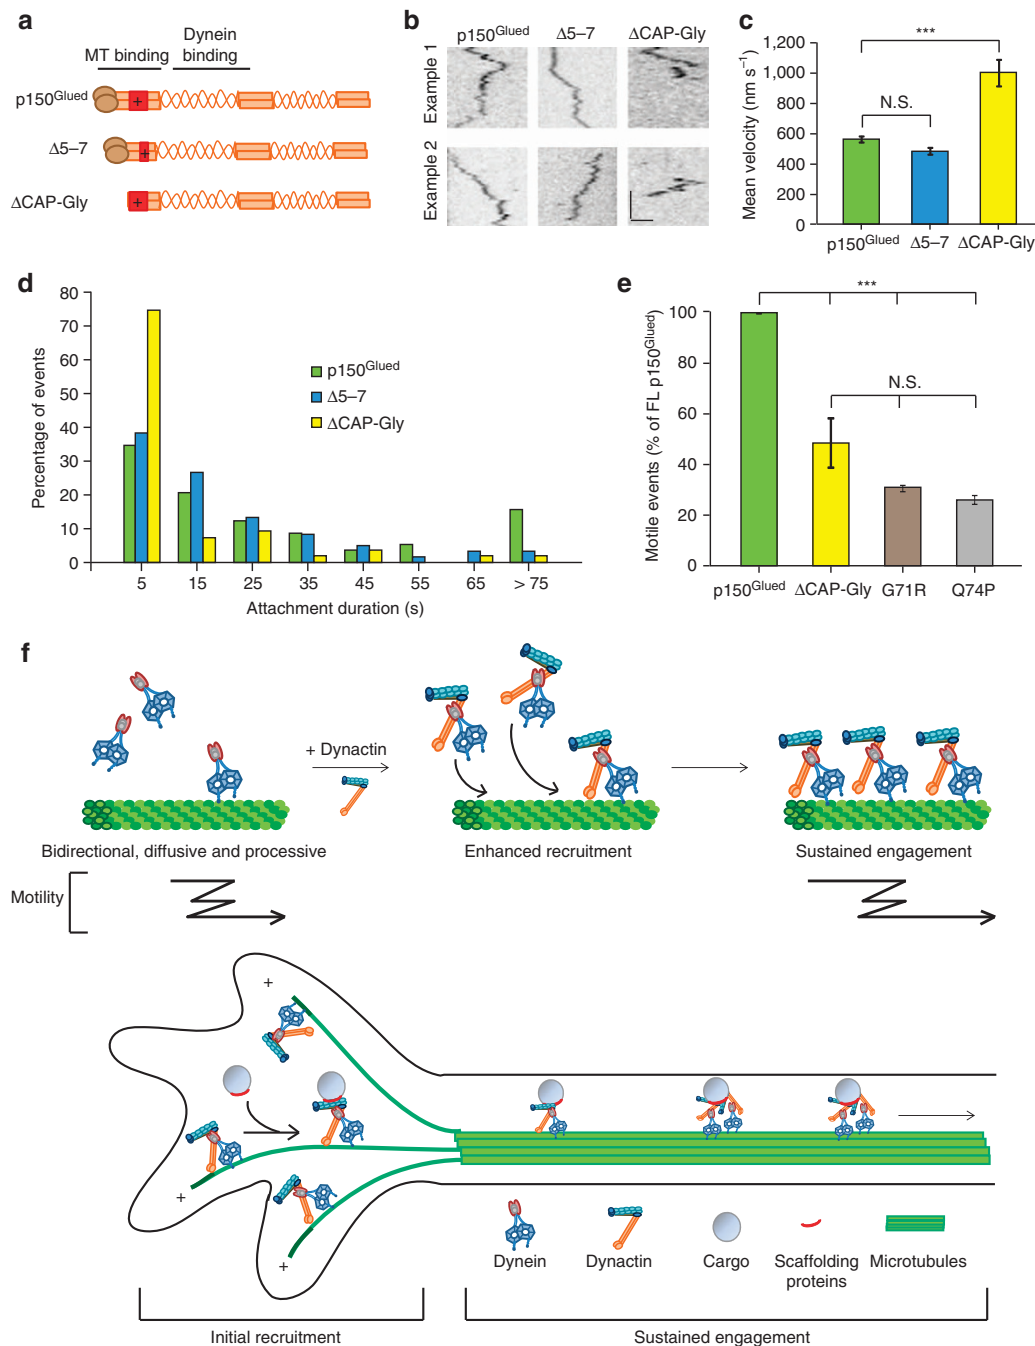 a
MT binding
Dynein
binding
p150Glued
+
Δ5–7
+
ΔCAP-Gly
+
b
p150Glued
Δ5–7
ΔCAP-Gly
Example 1
Example 2
c
Mean velocity (nm s−1)
1,200
1,000
800
600
400
200
0
***
N.S.
p150Glued
Δ5–7
ΔCAP-Gly
d
Percentage of events
80
70
60
50
40
30
20
10
0
p150Glued
Δ5–7
ΔCAP-Gly
5 15 25 35 45 55 65 > 75
Attachment duration (s)
e
Motile events (% of FL p150Glued)
100
80
60
40
20
0
***
N.S.
p150Glued
ΔCAP-Gly
G71R
Q74P
f
+ Dynactin
Bidirectional, diffusive and processive
Enhanced recruitment
Sustained engagement
Motility
+
+
+
Dynein
Dynactin
Cargo
Scaffolding
proteins
Microtubules
Initial recruitment
Sustained engagement